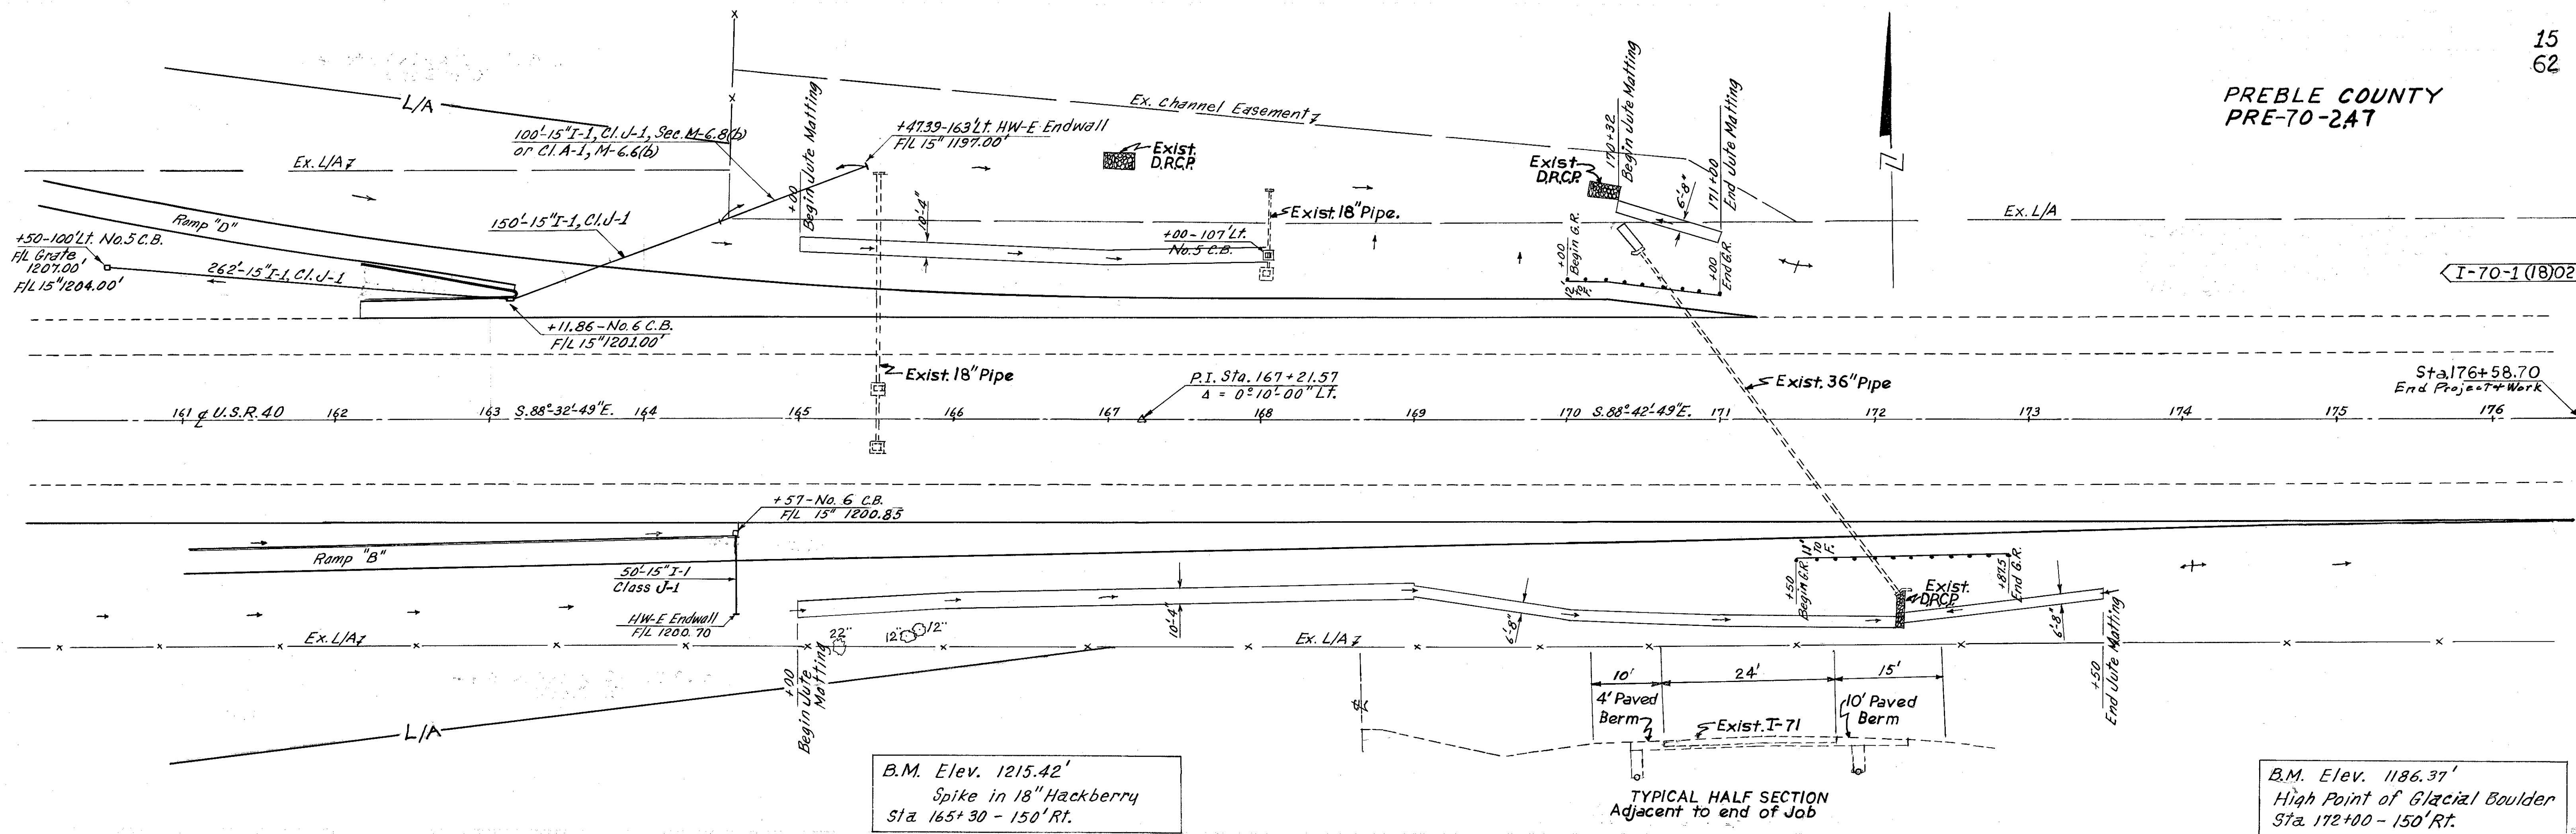 15
62
PREBLE COUNTY
PRE-70-2.47
L/A
100'-15" I-1, Cl. J-1, Sec. M-6.8(b)
or Cl. A-1, M-6.6(b)
Ex. L/A
+00
Begin Jute Matting
+47.39-163' Lt. HW-E Endwall
F/L 15" 1197.00'
Ex. Channel Easement
Exist.
D.R.C.P.
Exist
D.R.C.P.
170+32
Begin Jute Matting
171+00
End Jute Matting
6'-8"
Ex. L/A
Ramp "D"
150'-15" I-1, Cl. J-1
10'-4"
Exist 18" Pipe.
+00-107' Lt.
No.5 C.B.
+00
Begin G.R.
12'
To
F.
+00
End G.R.
I-70-1(18)02
+50-100' Lt. No.5 C.B.
F/L Grate
1207.00'
F/L 15" 1204.00'
262'-15" I-1, Cl. J-1
+11.86-No.6 C.B.
F/L 15" 1201.00'
Exist. 18" Pipe
P.I. Sta. 167+21.57
Δ = 0°-10'-00" Lt.
Exist. 36" Pipe
Sta. 176+58.70
End Project & Work
161 ℄ U.S.R. 40 162 163 S.88°-32'-49"E. 164 165 166 167 168 169 170 S.88°-42'-49"E. 171 172 173 174 175 176
+57-No. 6 C.B.
F/L 15" 1200.85
Ramp "B"
50'-15" I-1
Class J-1
HW-E Endwall
F/L 1200.70
+50
Begin G.R.
11'
To
F.
+87.5
End G.R.
Exist.
D.R.C.P.
10'-4"
6'-8"
6'-8"
Ex. L/A
22"
12"
12"
Ex. L/A
+00
Begin Jute
Matting
+50
End Jute Matting
L/A
10'
24'
15'
4' Paved
Berm
10' Paved
Berm
℄
Exist. I-71
TYPICAL HALF SECTION
Adjacent to end of Job
B.M. Elev. 1215.42'
Spike in 18" Hackberry
Sta 165+30 - 150' Rt.
B.M. Elev. 1186.37'
High Point of Glacial Boulder
Sta 172+00 - 150' Rt.